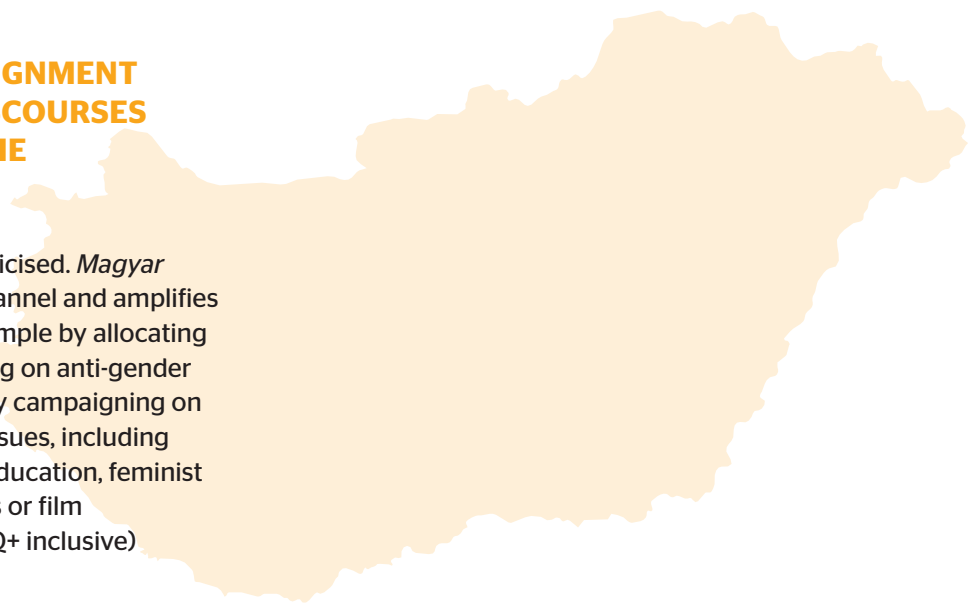 IGNMENT
COURSES
IE
icised. Magyar
annel and amplifies
mple by allocating
g on anti-gender
y campaigning on
sues, including
ducation, feminist
s or film
Q+ inclusive)